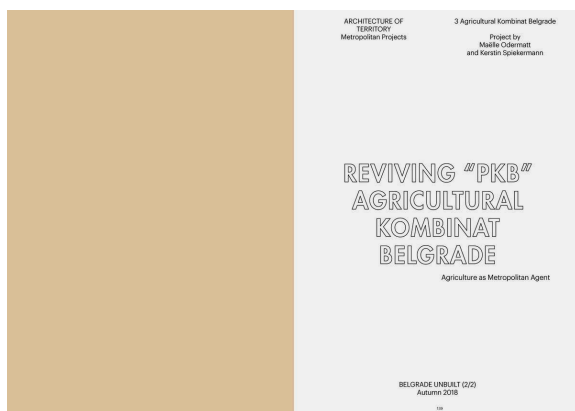 ARCHITECTURE OF
TERRITORY
Metropolitan Projects
3 Agricultural Kombinat Belgrade
Project by
Maëlle Odermatt
and Kerstin Spiekermann
REVIVING "PKB"
AGRICULTURAL
KOMBINAT
BELGRADE
Agriculture as Metropolitan Agent
BELGRADE UNBUILT (2/2)
Autumn 2018